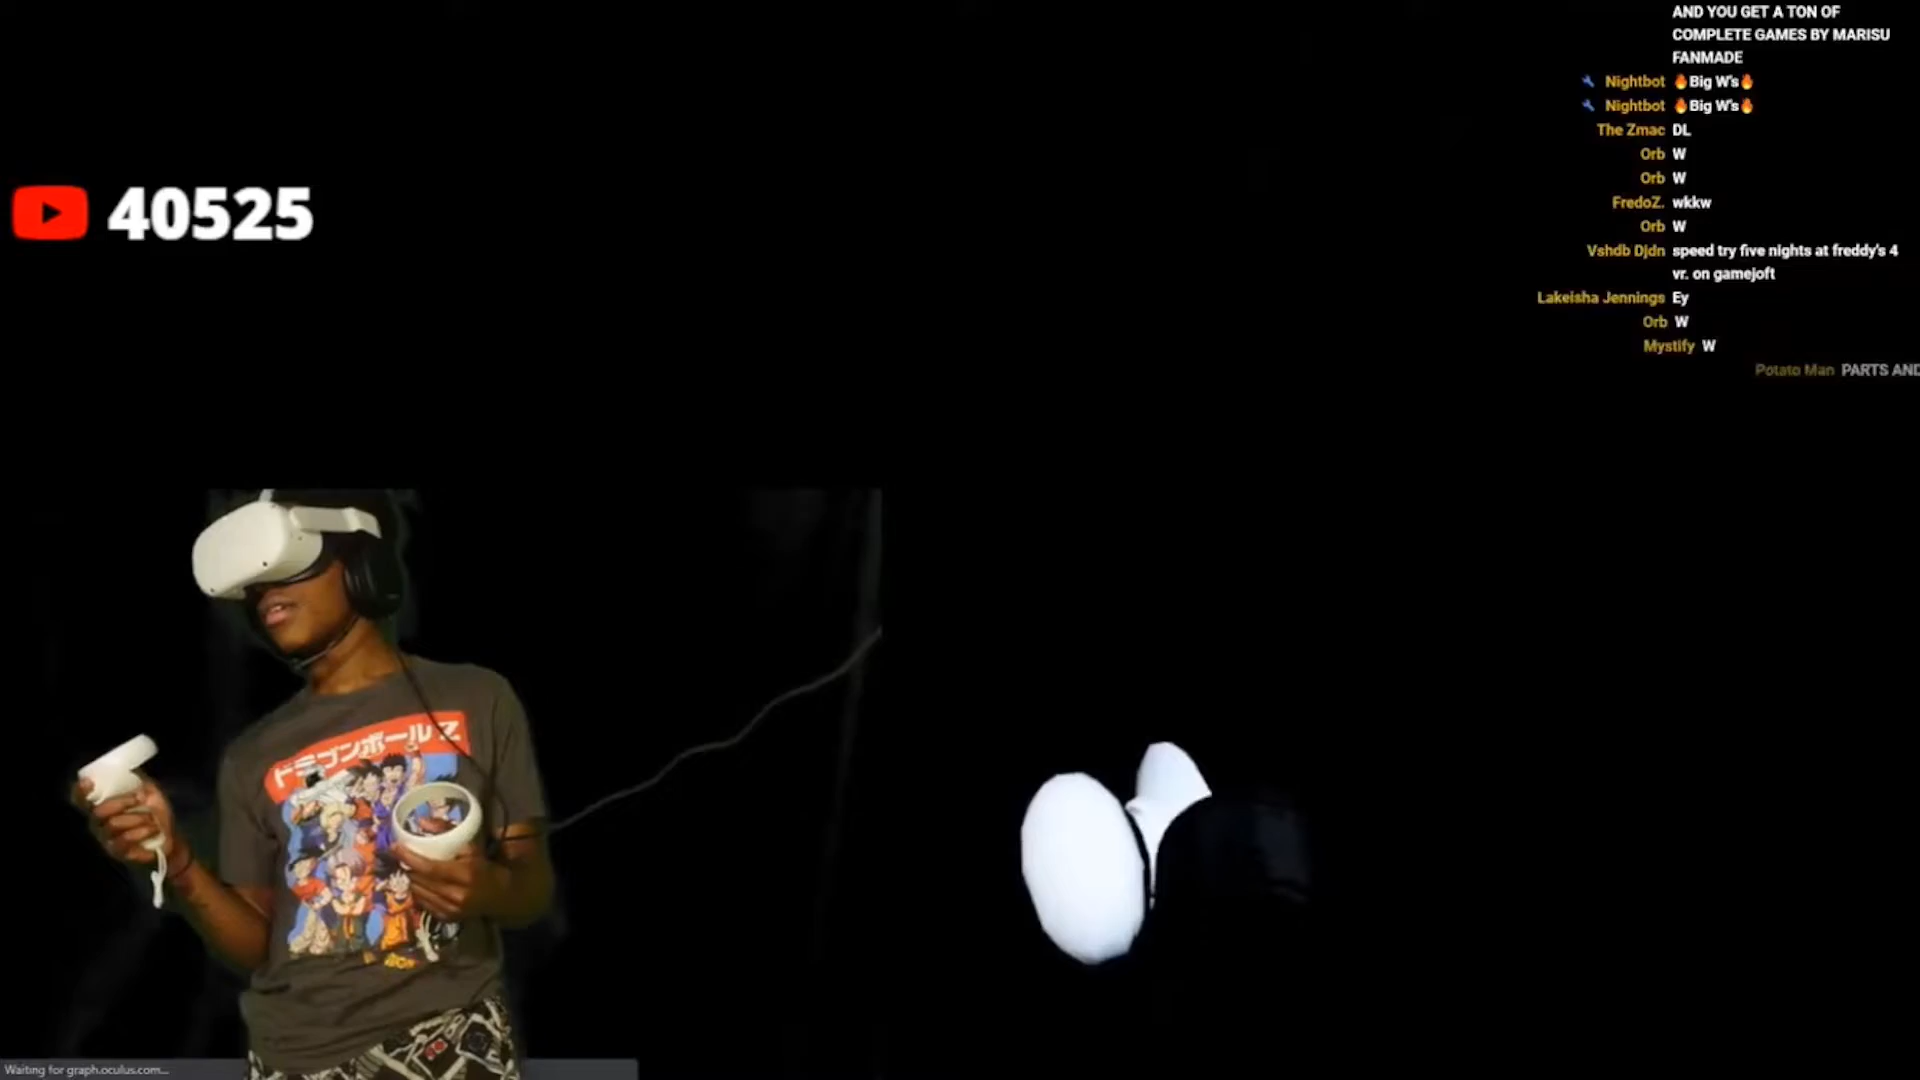 AND YOU GET A TON OF
COMPLETE GAMES BY MARISU
FANMADE
Nightbot 🔥Big W's🔥
Nightbot 🔥Big W's🔥
The Zmac DL
Orb W
Orb W
FredoZ. wkkw
Orb W
Vshdb Djdn speed try five nights at freddy's 4
vr. on gamejoft
Lakeisha Jennings Ey
Orb W
Mystify W
Potato Man PARTS AND
40525
ドラゴンボールZ
Waiting for graph.oculus.com...